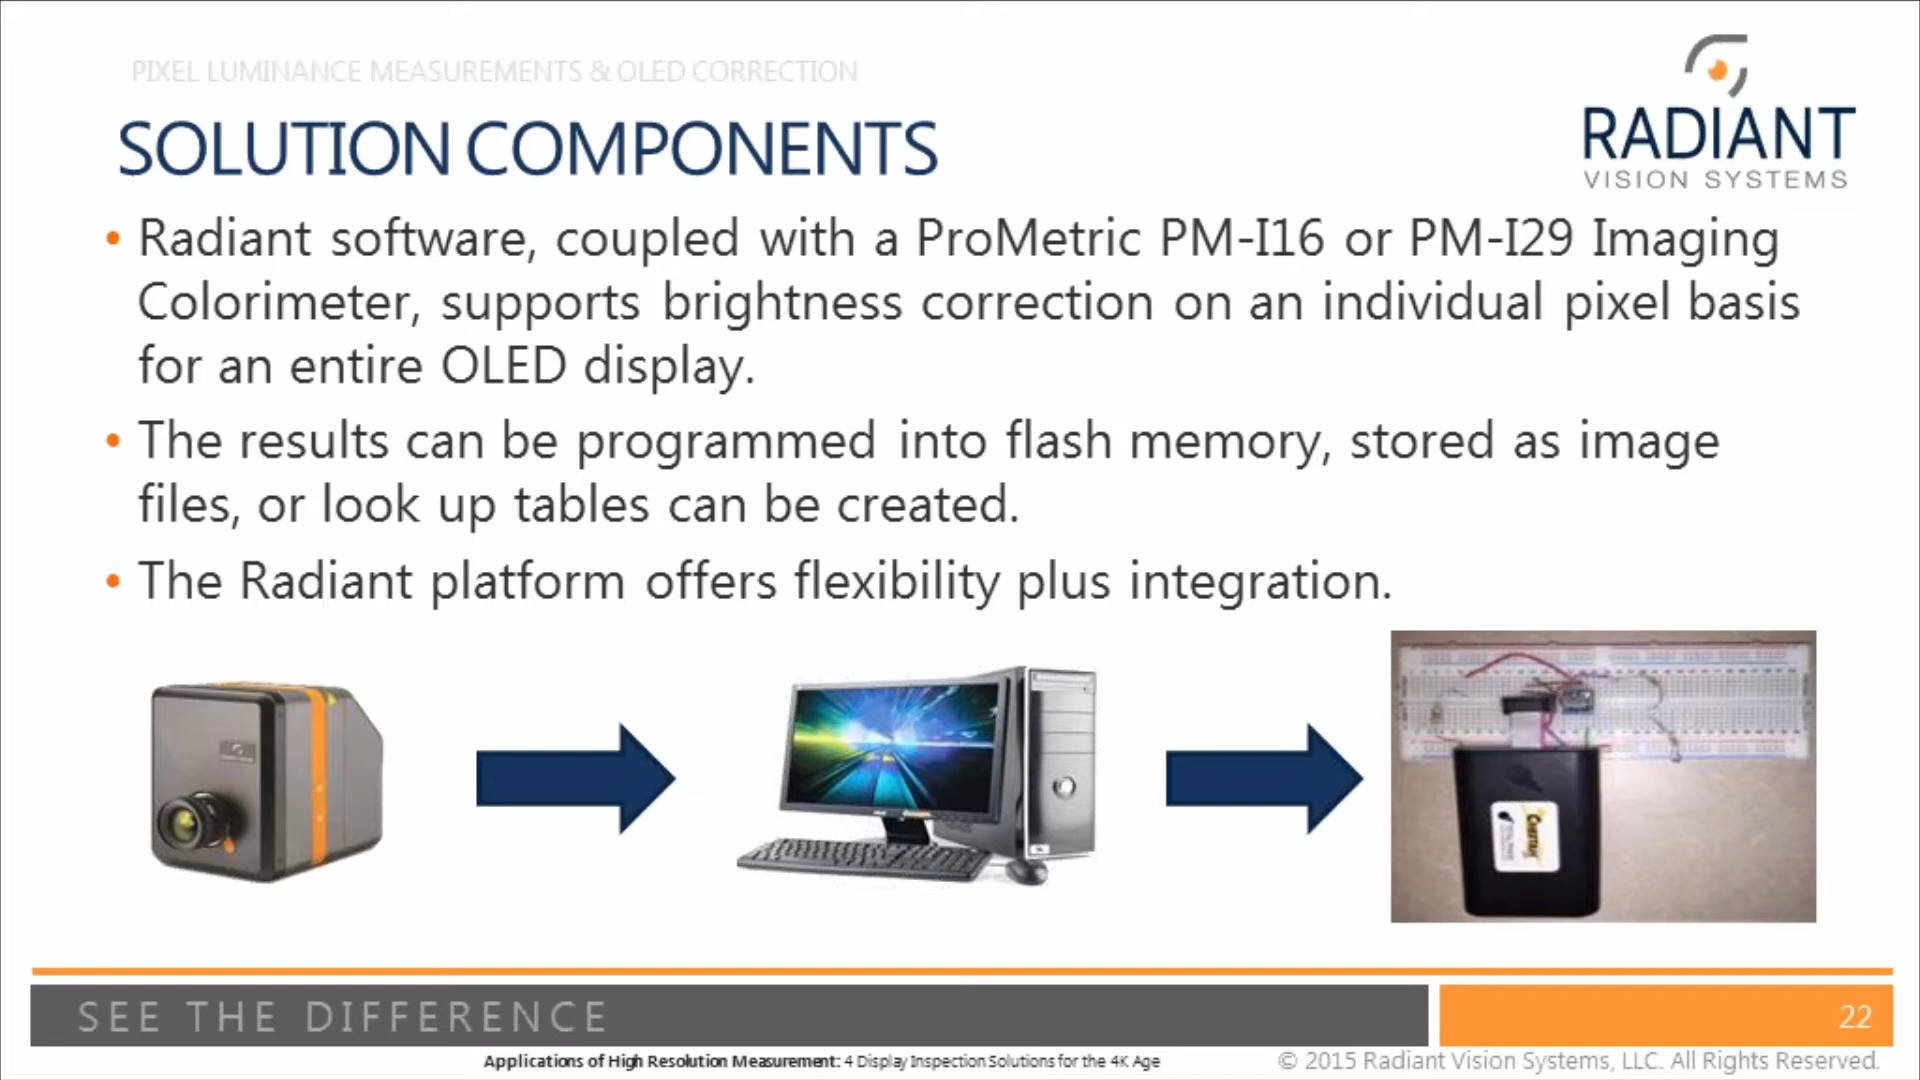 PIXEL LUMINANCE MEASUREMENTS & OLED CORRECTION
SOLUTION COMPONENTS
RADIANT
VISION SYSTEMS
• Radiant software, coupled with a ProMetric PM-I16 or PM-I29 Imaging
Colorimeter, supports brightness correction on an individual pixel basis
for an entire OLED display.
• The results can be programmed into flash memory, stored as image
files, or look up tables can be created.
• The Radiant platform offers flexibility plus integration.
SEE THE DIFFERENCE
22
Applications of High Resolution Measurement: 4 Display Inspection Solutions for the 4K Age
© 2015 Radiant Vision Systems, LLC. All Rights Reserved.